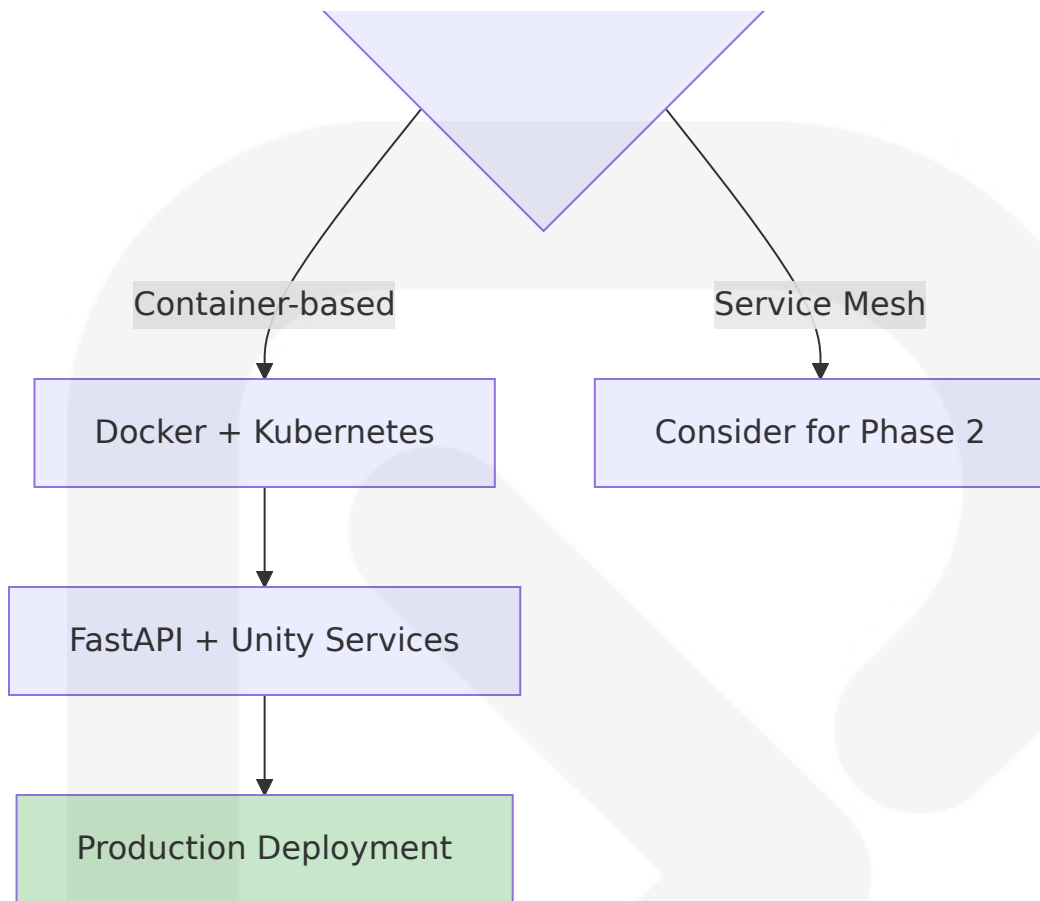 Container-based
Service Mesh
Docker + Kubernetes
Consider for Phase 2
FastAPI + Unity Services
Production Deployment